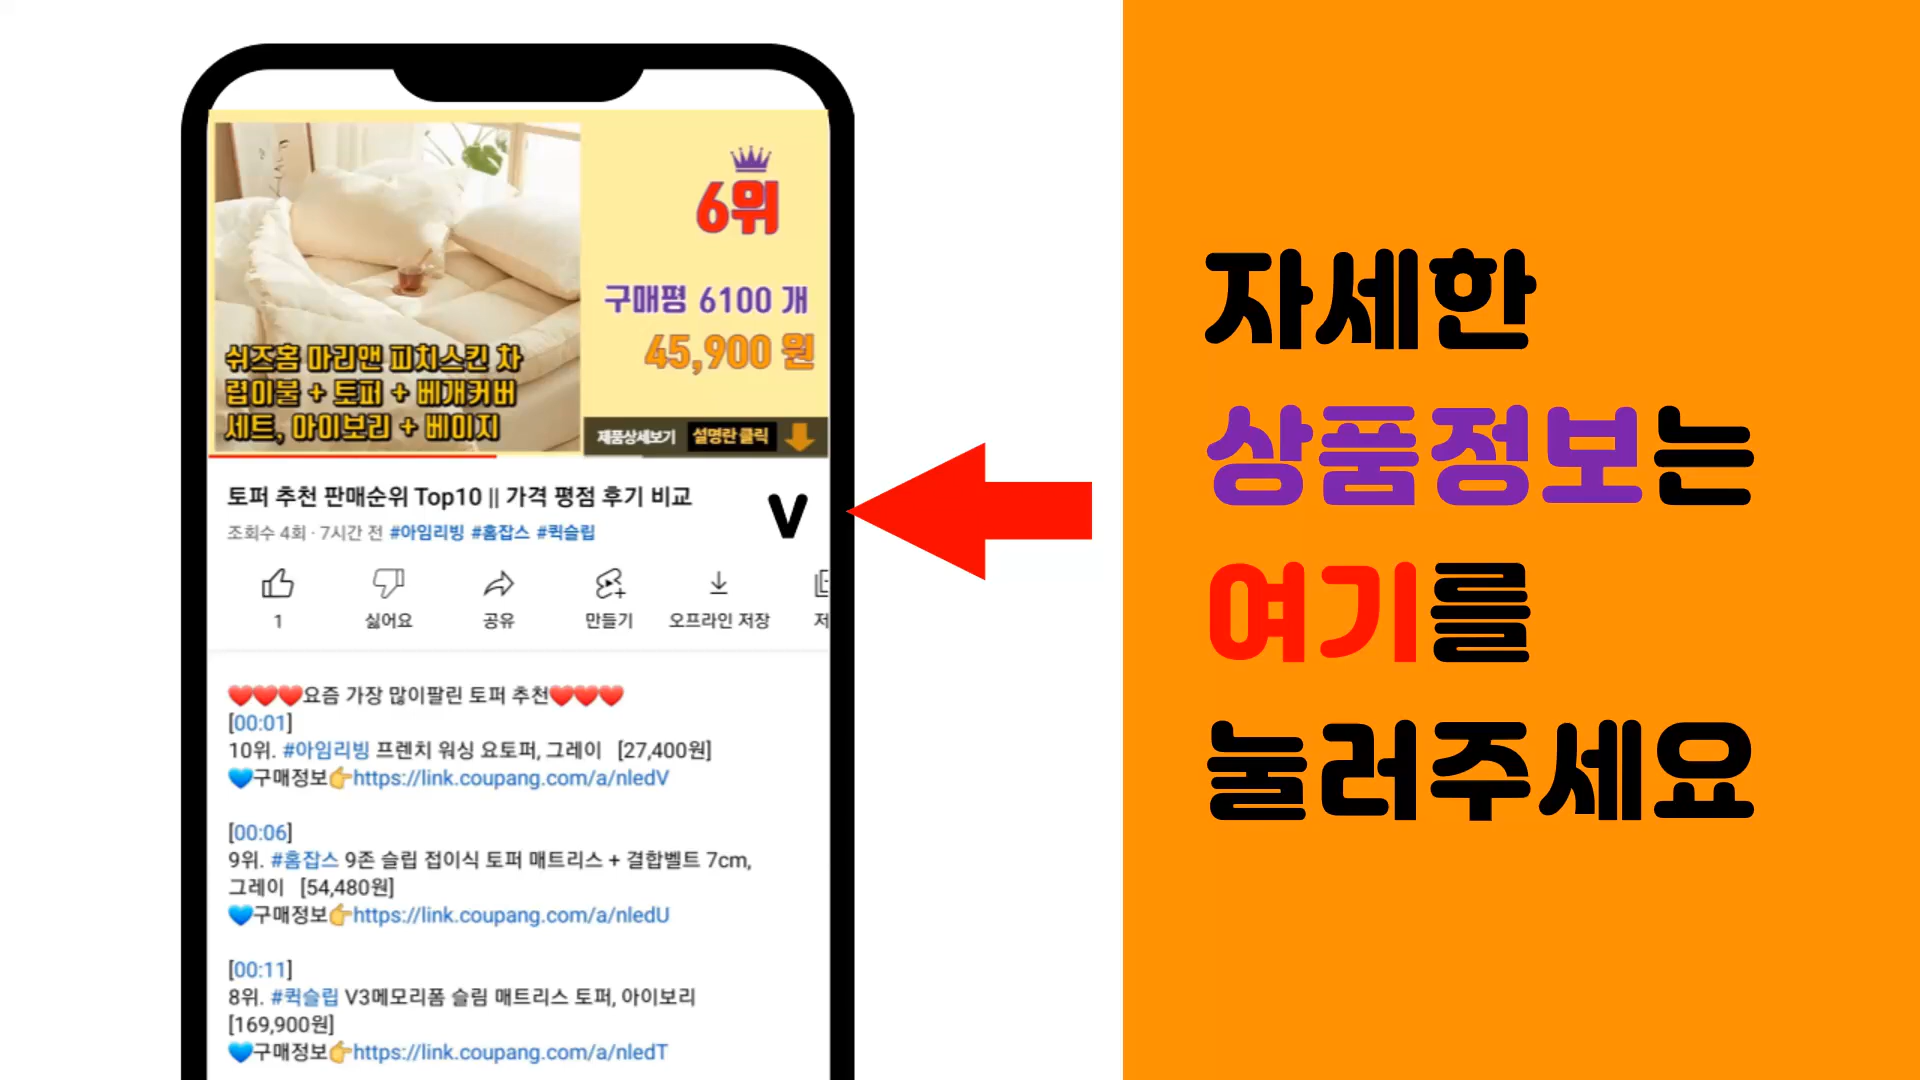 6위
구매평 6100 개
45,900 원
쉬즈홈 마리앤 피치스킨 차
렵이불 + 토퍼 + 베개커버
세트, 아이보리 + 베이지
제품상세보기 설명란 클릭
토퍼 추천 판매순위 Top10 || 가격 평점 후기 비교
V
조회수 4회 · 7시간 전 #아임리빙 #홈잡스 #퀵슬립
1 싫어요 공유 만들기 오프라인 저장 저
❤❤❤요즘 가장 많이팔린 토퍼 추천❤❤❤
[00:01]
10위. #아임리빙 프렌치 워싱 요토퍼, 그레이 [27,400원]
💙구매정보👉https://link.coupang.com/a/nledV
[00:06]
9위. #홈잡스 9존 슬립 접이식 토퍼 매트리스 + 결합벨트 7cm,
그레이 [54,480원]
💙구매정보👉https://link.coupang.com/a/nledU
[00:11]
8위. #퀵슬립 V3메모리폼 슬림 매트리스 토퍼, 아이보리
[169,900원]
💙구매정보👉https://link.coupang.com/a/nledT
자세한
상품정보는
여기를
눌러주세요